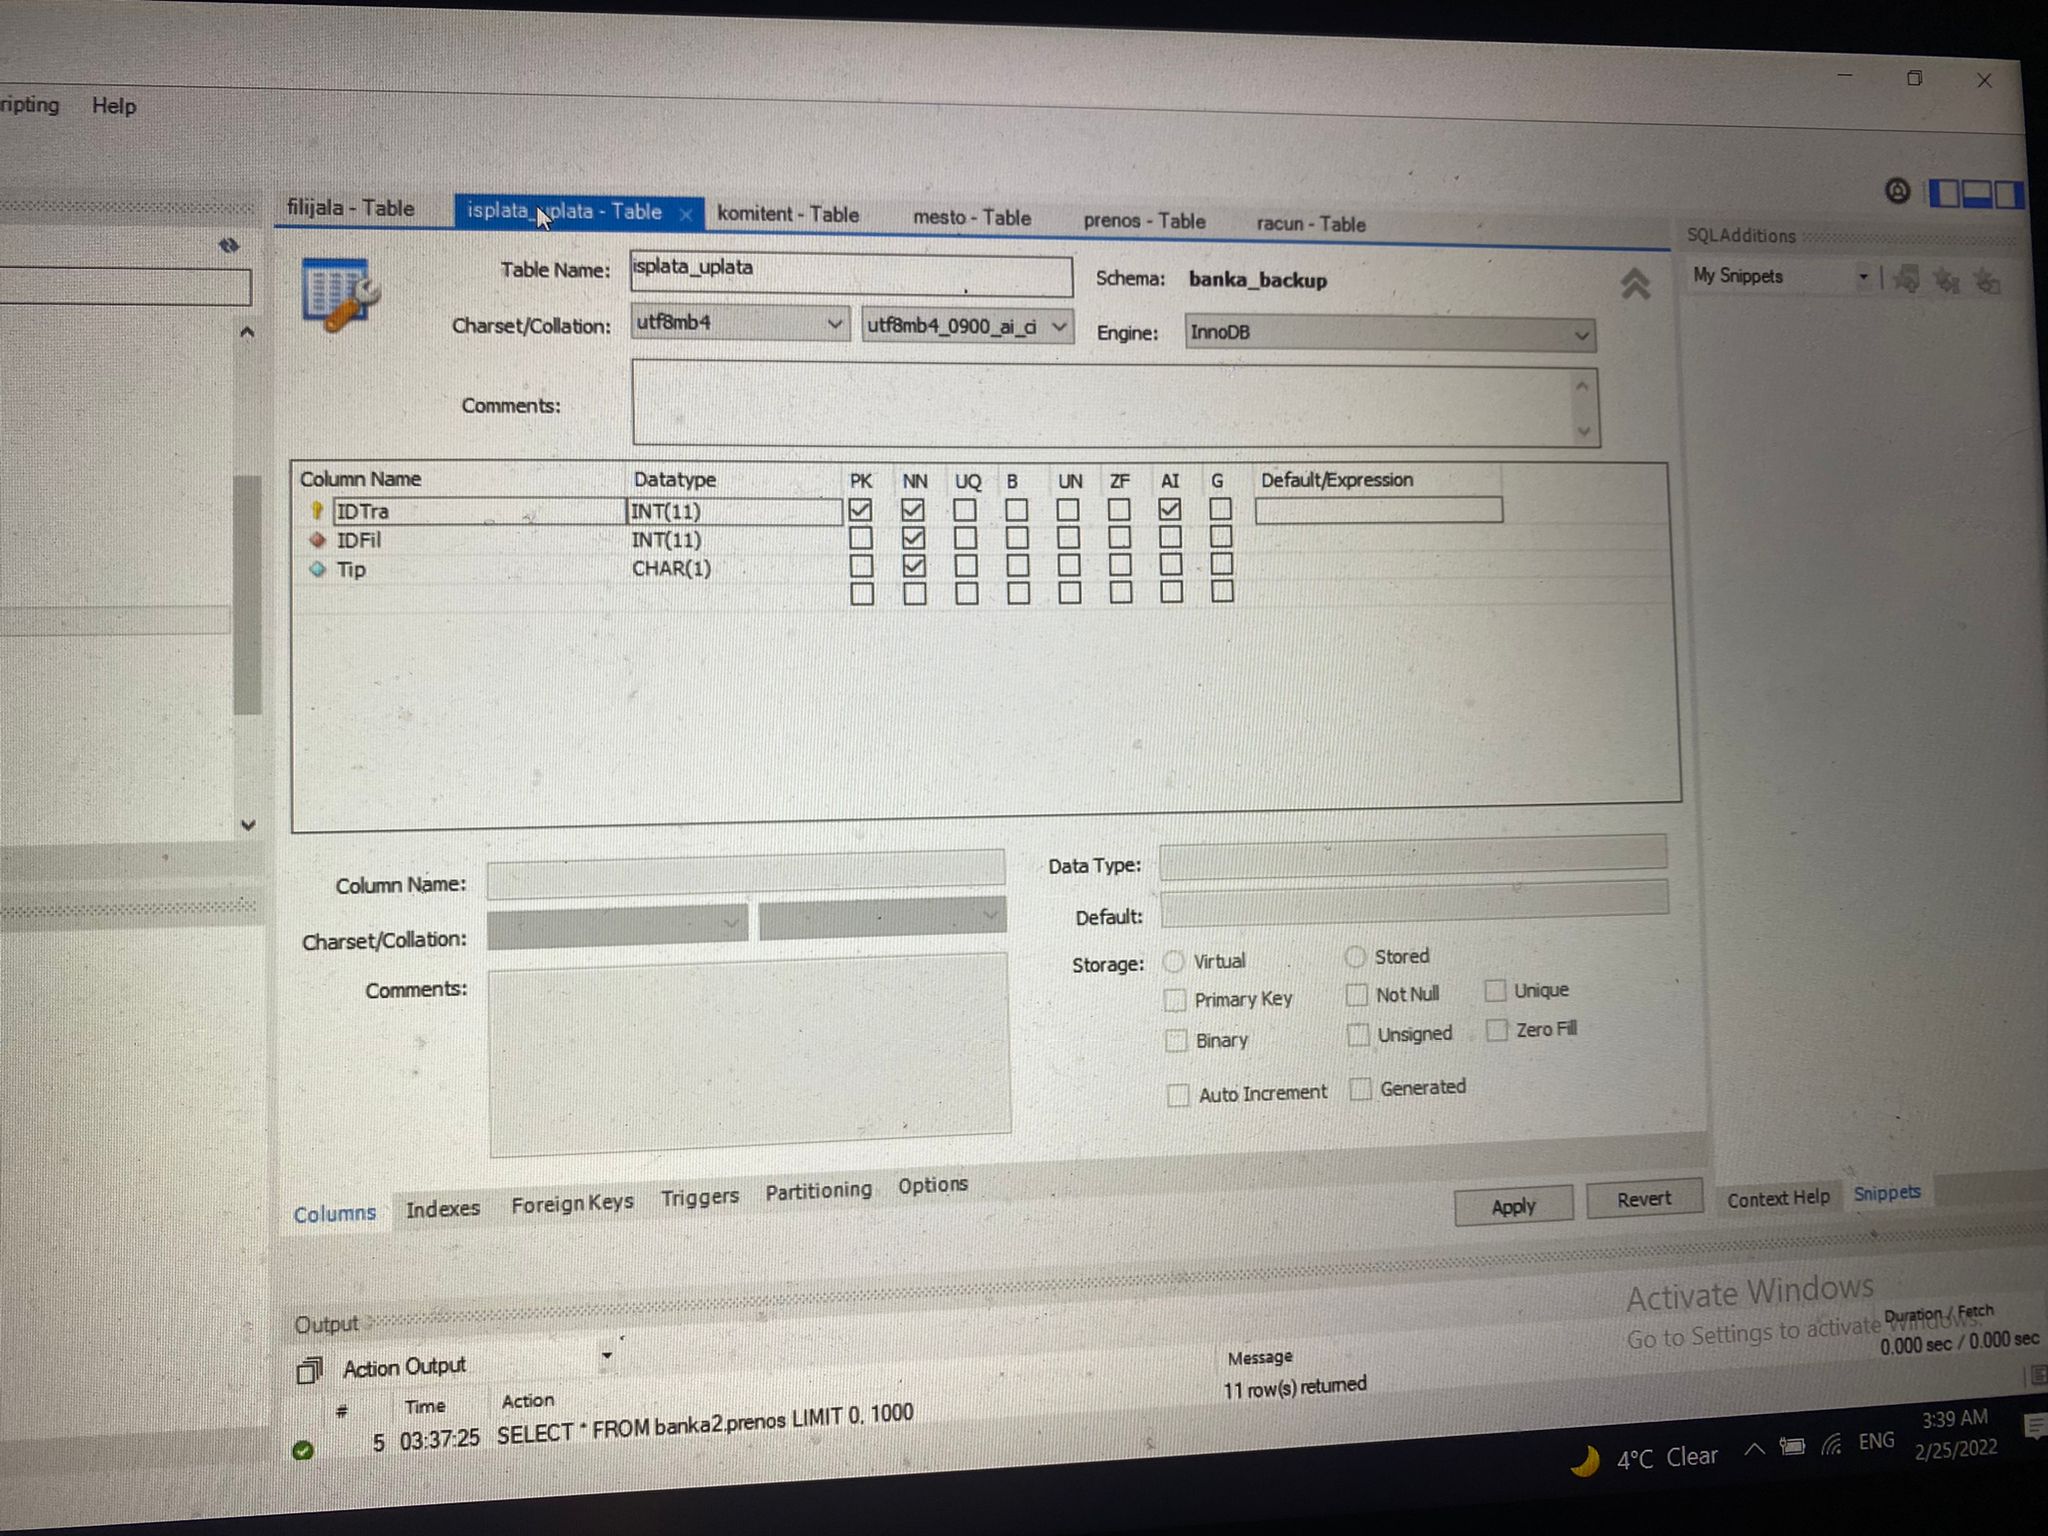 ripting Help
filijala - Table isplata_uplata - Table komitent - Table mesto - Table prenos - Table racun - Table
SQLAdditions
My Snippets
Table Name: isplata_uplata Schema: banka_backup
Charset/Collation: utf8mb4 utf8mb4_0900_ai_ci Engine: InnoDB
Comments:
Column Name Datatype PK NN UQ B UN ZF AI G Default/Expression
IDTra INT(11)
IDFil INT(11)
Tip CHAR(1)
Column Name: Data Type:
Charset/Collation: Default:
Comments: Storage: Virtual Stored
Primary Key Not Null Unique
Binary Unsigned Zero Fill
Auto Increment Generated
Columns Indexes Foreign Keys Triggers Partitioning Options
Apply Revert Context Help Snippets
Activate Windows
Go to Settings to activate Windows.
Output
Action Output
# Time Action Message Duration / Fetch
5 03:37:25 SELECT * FROM banka2.prenos LIMIT 0, 1000 11 row(s) returned 0.000 sec / 0.000 sec
4°C Clear ENG 3:39 AM
2/25/2022